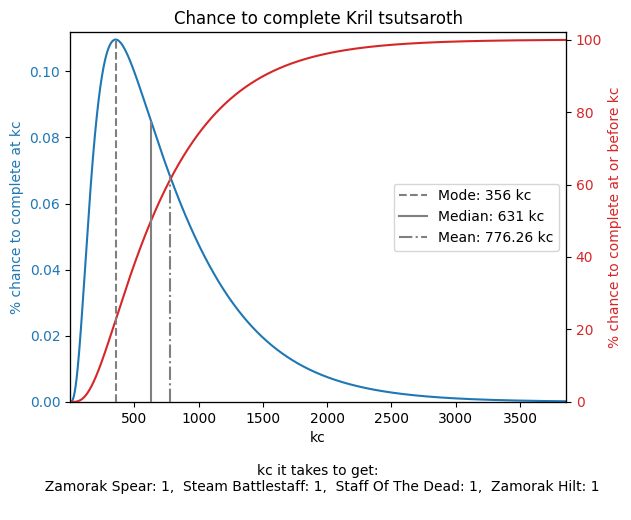 Chance to complete Kril tsutsaroth
% chance to complete at kc
0.10
0.08
0.06
0.04
0.02
0.00
100
80
60
40
20
0
% chance to complete at or before kc
Mode: 356 kc
Median: 631 kc
Mean: 776.26 kc
500 1000 1500 2000 2500 3000 3500
kc
kc it takes to get:
Zamorak Spear: 1,  Steam Battlestaff: 1,  Staff Of The Dead: 1,  Zamorak Hilt: 1